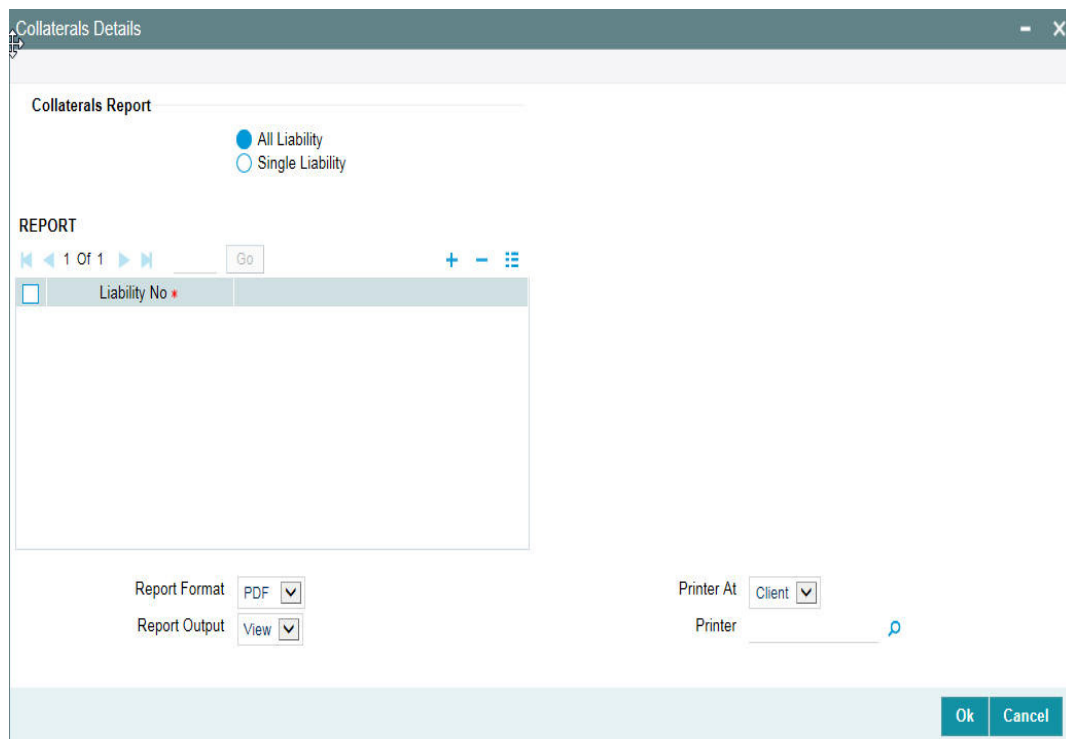 Collaterals Details
Collaterals Report
All Liability
Single Liability
REPORT
1 Of 1 Go
Liability No *
Report Format PDF
Printer At Client
Report Output View
Printer
Ok Cancel